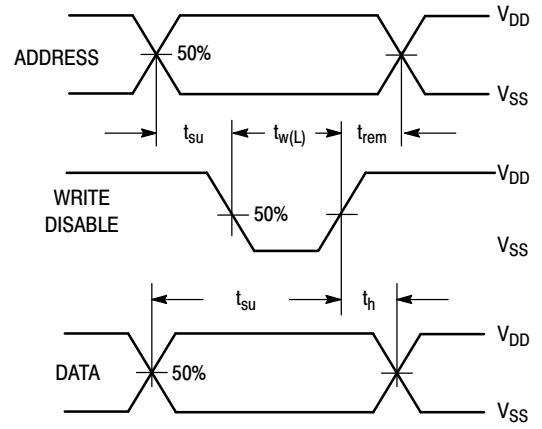 V_DD
ADDRESS
50%
V_SS
t_su t_w(L) t_rem
V_DD
WRITE
DISABLE
50%
V_SS
t_su t_h
V_DD
DATA
50%
V_SS